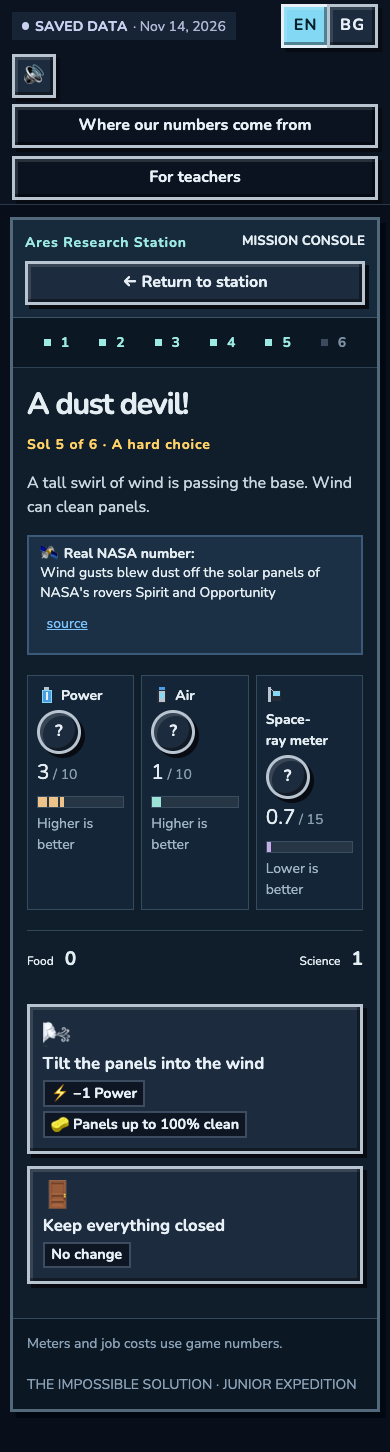 SAVED DATA · Nov 14, 2026
EN BG
Where our numbers come from
For teachers
Ares Research Station
MISSION CONSOLE
← Return to station
1 2 3 4 5 6
A dust devil!
Sol 5 of 6 · A hard choice
A tall swirl of wind is passing the base. Wind
can clean panels.
Real NASA number:
Wind gusts blew dust off the solar panels of
NASA's rovers Spirit and Opportunity
source
Power
?
3 / 10
Higher is
better
Air
?
1 / 10
Higher is
better
Space-
ray meter
?
0.7 / 15
Lower is
better
Food 0
Science 1
Tilt the panels into the wind
−1 Power
Panels up to 100% clean
Keep everything closed
No change
Meters and job costs use game numbers.
THE IMPOSSIBLE SOLUTION · JUNIOR EXPEDITION